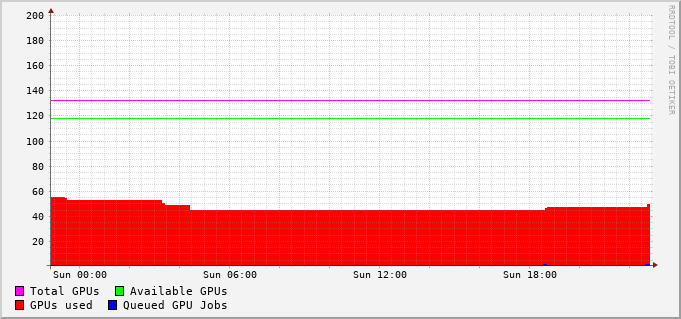 200
180
160
140
120
100
80
60
40
20
Sun 00:00 Sun 06:00 Sun 12:00 Sun 18:00
Total GPUs Available GPUs
GPUs used Queued GPU Jobs
RRDTOOL / TOBI OETIKER